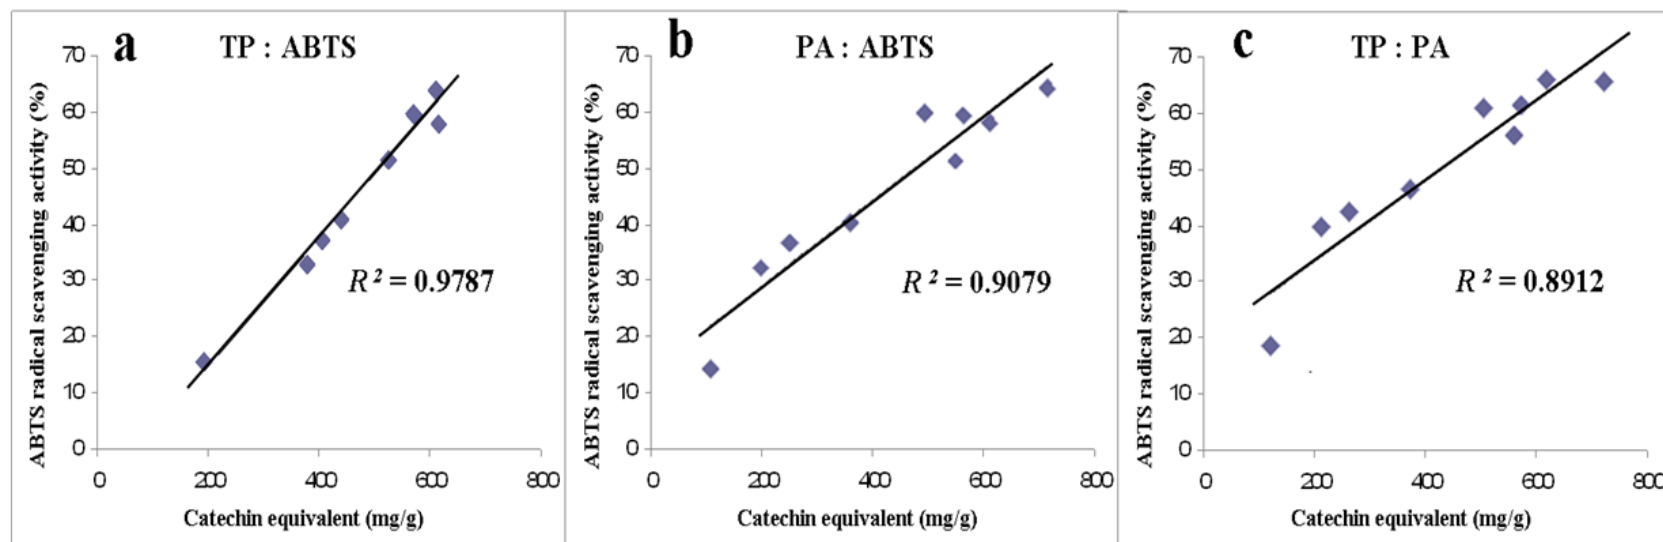 a TP : ABTS
70
60
50
40
30
20
10
0
ABTS radical scavenging activity (%)
R² = 0.9787
0 200 400 600 800
Catechin equivalent (mg/g)
b PA : ABTS
70
60
50
40
30
20
10
0
ABTS radical scavenging activity (%)
R² = 0.9079
0 200 400 600 800
Catechin equivalent (mg/g)
c TP : PA
70
60
50
40
30
20
10
0
ABTS radical scavenging activity (%)
R² = 0.8912
0 200 400 600 800
Catechin equivalent (mg/g)